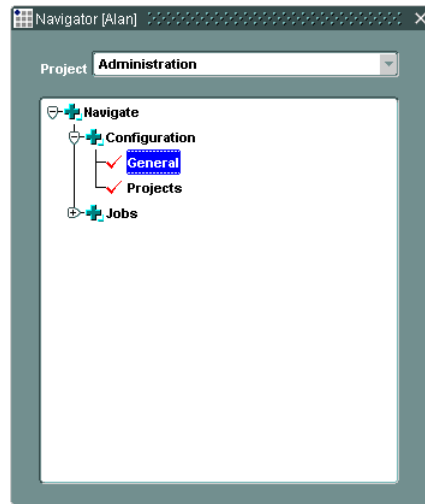 Navigator [Alan]
Project Administration
Navigate
Configuration
General
Projects
Jobs